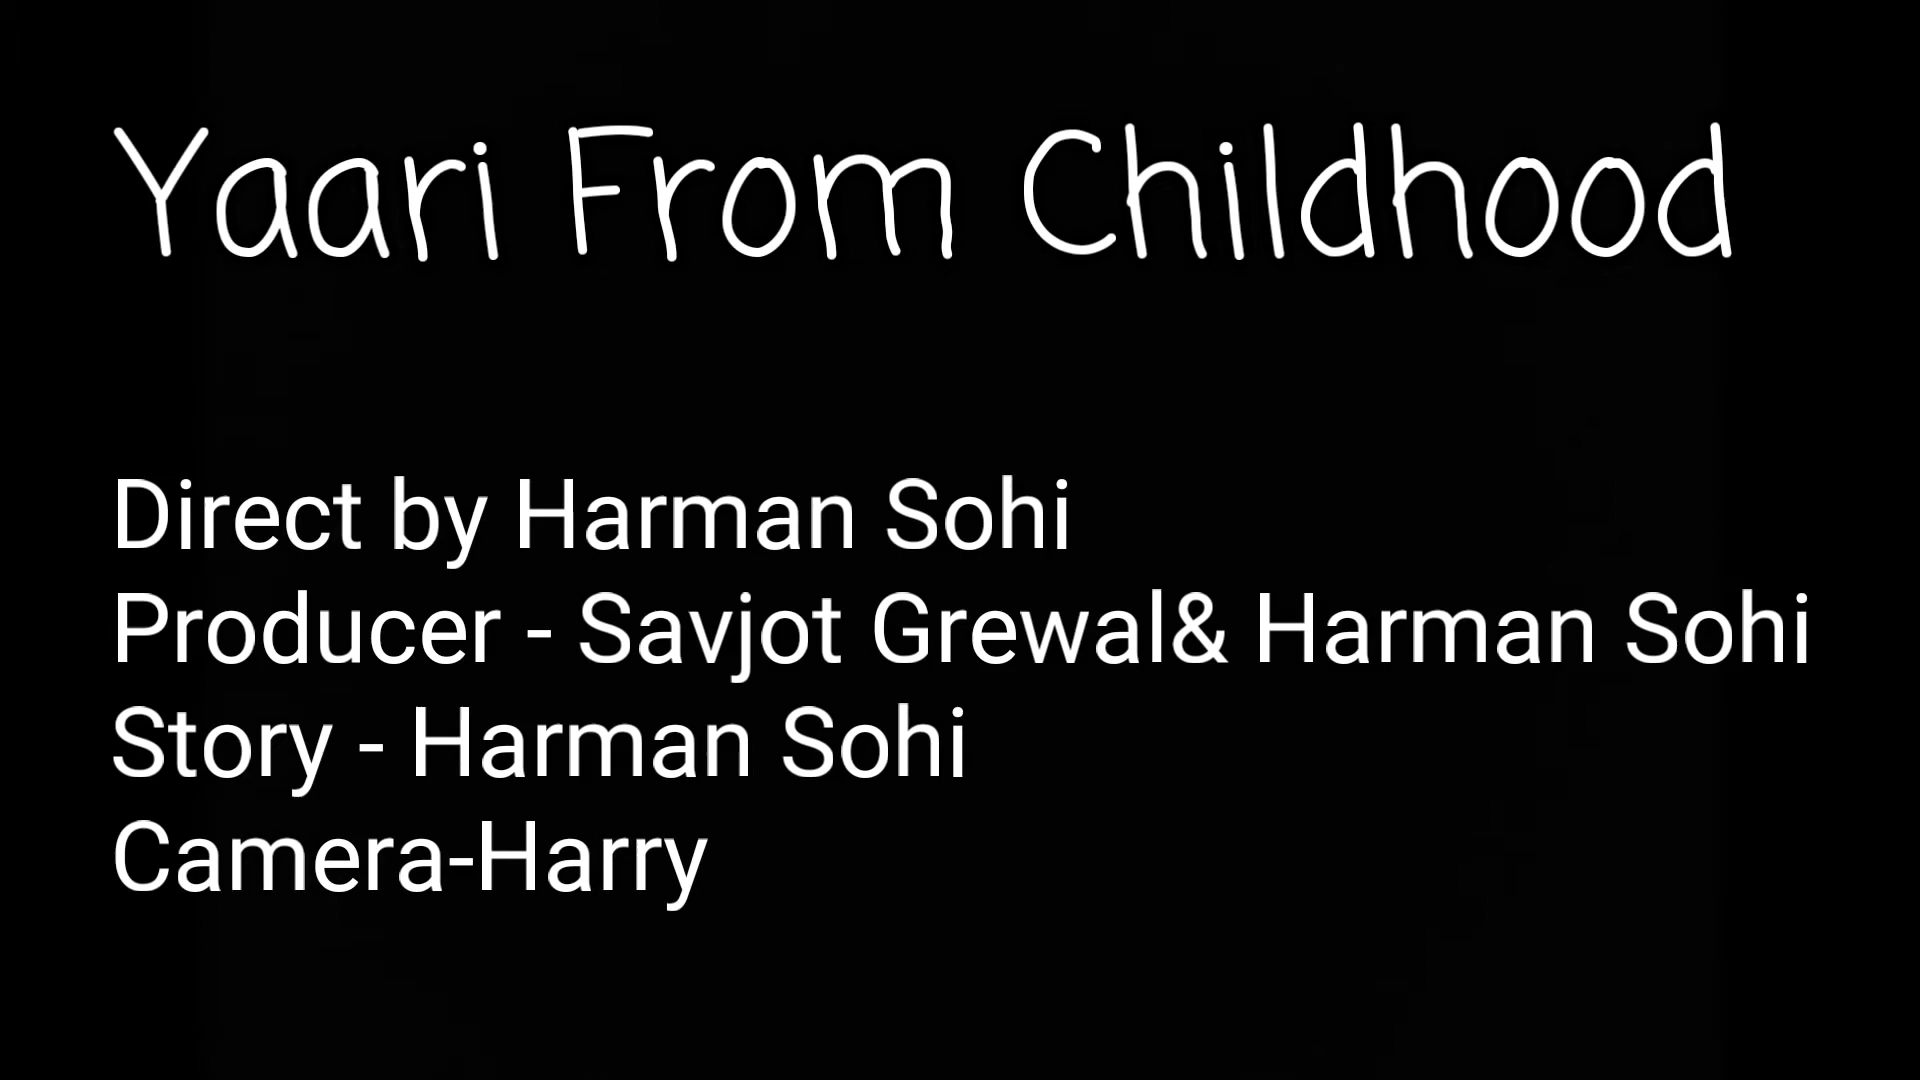 Yaari From Childhood
Direct by Harman Sohi
Producer - Savjot Grewal& Harman Sohi
Story - Harman Sohi
Camera-Harry